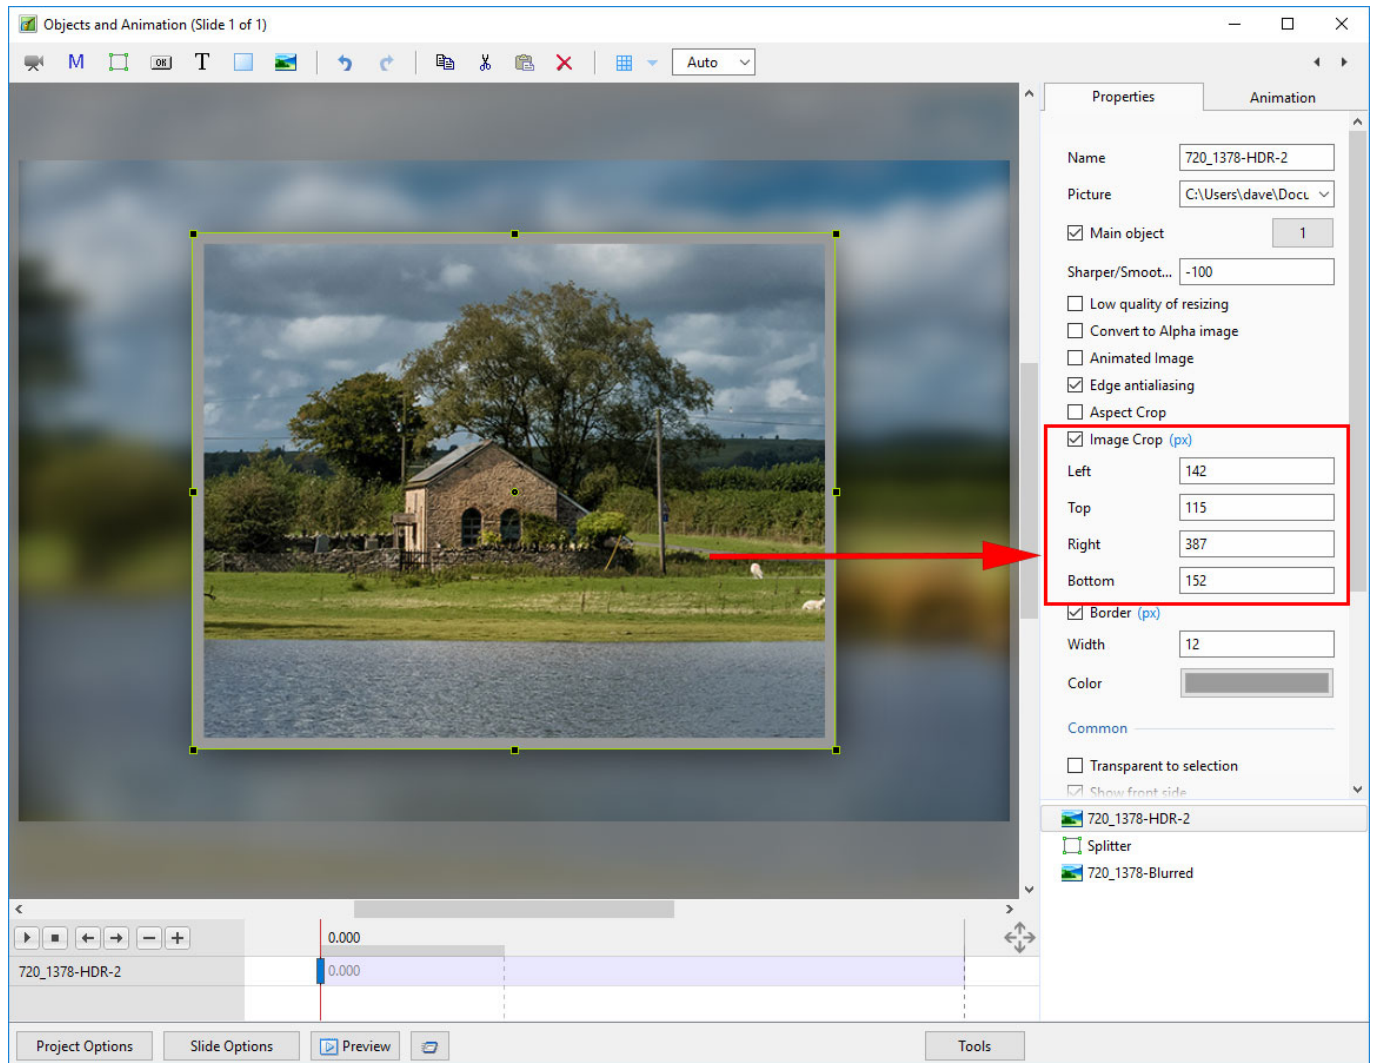 Objects and Animation (Slide 1 of 1)
M OK T Auto
Properties Animation
Name 720_1378-HDR-2
Picture C:\Users\dave\Docu
Main object 1
Sharper/Smoot... -100
Low quality of resizing
Convert to Alpha image
Animated Image
Edge antialiasing
Aspect Crop
Image Crop (px)
Left 142
Top 115
Right 387
Bottom 152
Border (px)
Width 12
Color
Common
Transparent to selection
Show front side
720_1378-HDR-2
Splitter
720_1378-Blurred
0.000
720_1378-HDR-2 0.000
Project Options Slide Options Preview Tools